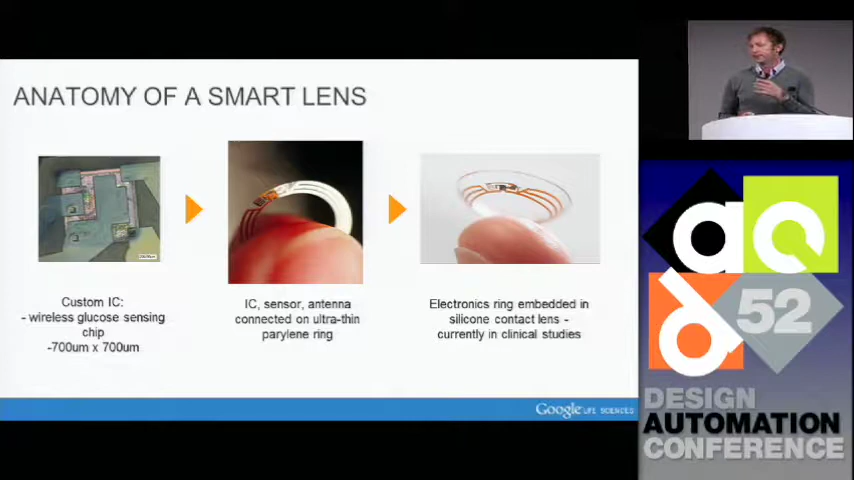 ANATOMY OF A SMART LENS
Custom IC:
- wireless glucose sensing
chip
-700um x 700um
IC, sensor, antenna
connected on ultra-thin
parylene ring
Electronics ring embedded in
silicone contact lens -
currently in clinical studies
Google LIFE SCIENCES
dac
52
DESIGN
AUTOMATION
CONFERENCE